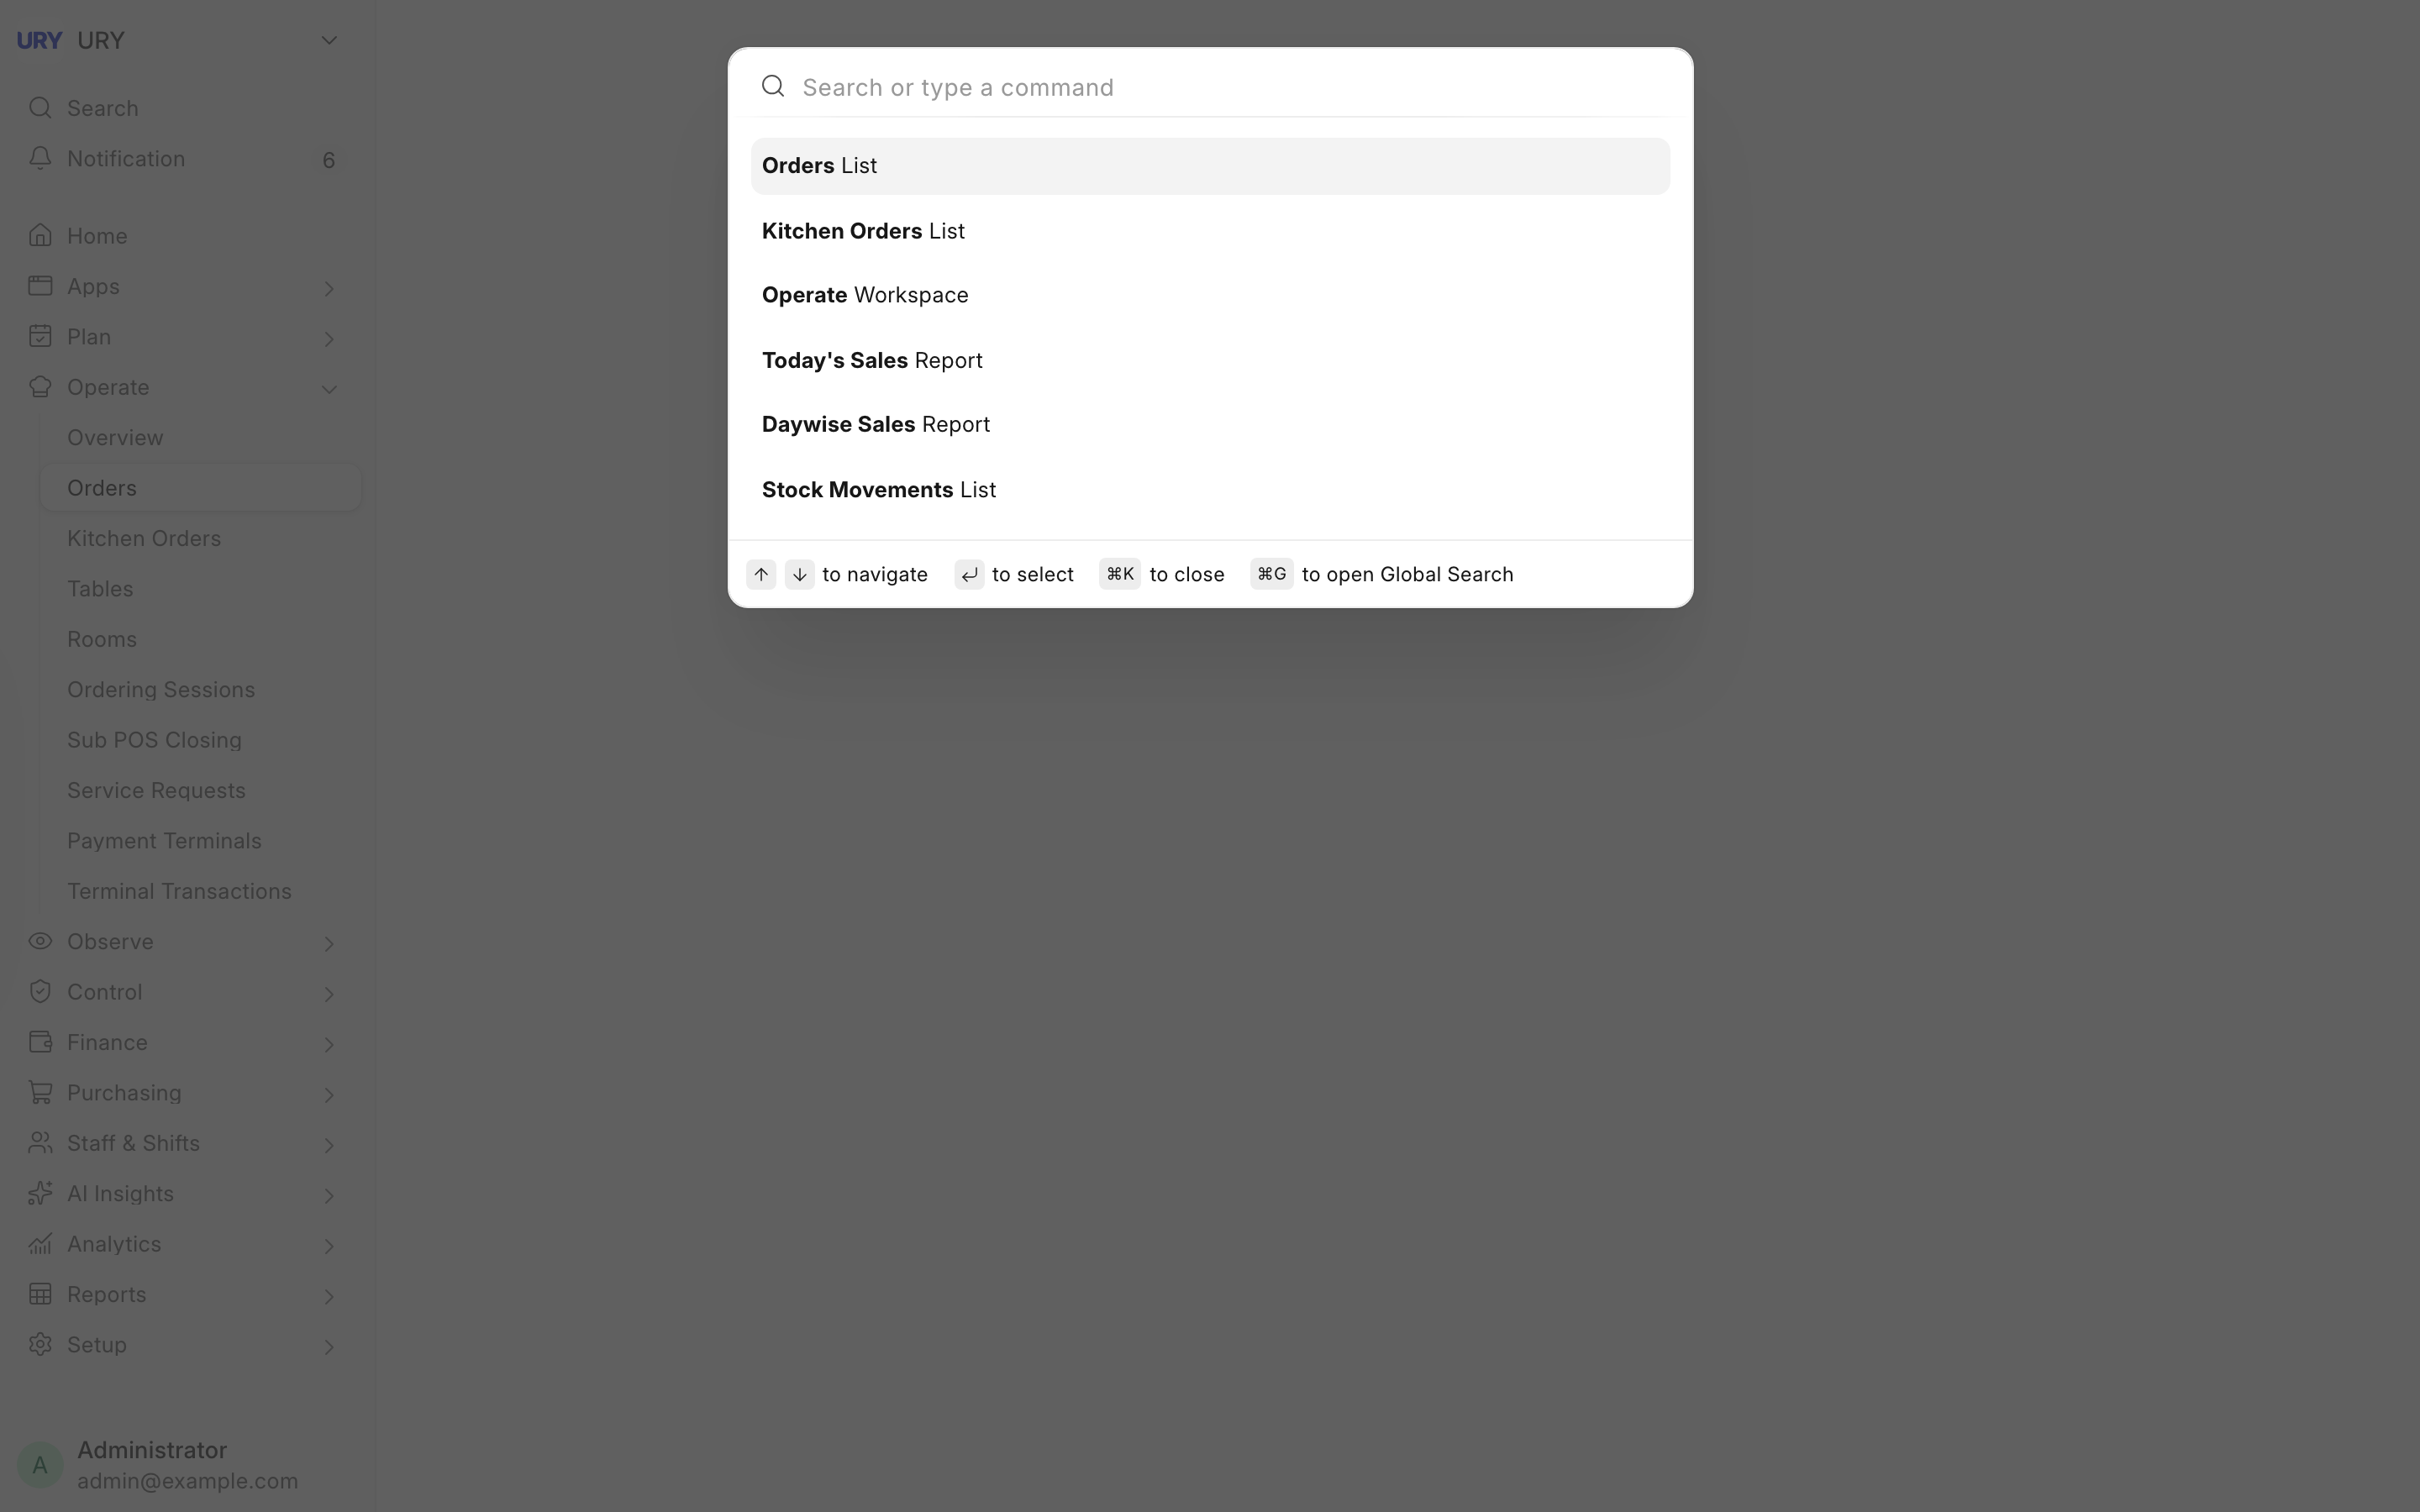 URY URY
Search
Notification 6
Home
Apps
Plan
Operate
Overview
Orders
Kitchen Orders
Tables
Rooms
Ordering Sessions
Sub POS Closing
Service Requests
Payment Terminals
Terminal Transactions
Observe
Control
Finance
Purchasing
Staff & Shifts
AI Insights
Analytics
Reports
Setup
A Administrator
admin@example.com
Search or type a command
Orders List
Kitchen Orders List
Operate Workspace
Today's Sales Report
Daywise Sales Report
Stock Movements List
↑ ↓ to navigate ↵ to select ⌘K to close ⌘G to open Global Search